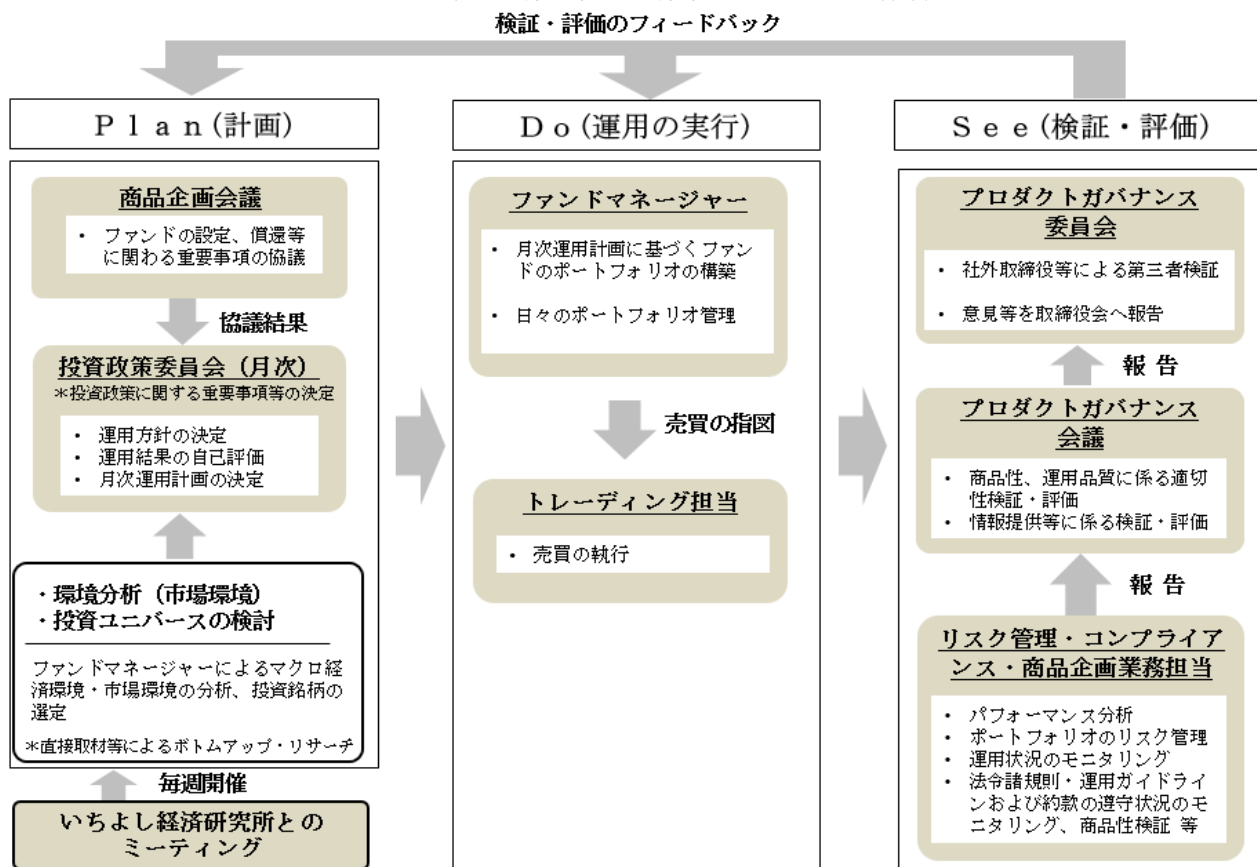 検証・評価のフィードバック
Ｐｌａｎ(計画)
商品企画会議
・ ファンドの設定、償還等
に関わる重要事項の協議
協議結果
投資政策委員会（月次）
＊投資政策に関する重要事項等の決定
・ 運用方針の決定
・ 運用結果の自己評価
・ 月次運用計画の決定
・環境分析（市場環境）
・投資ユニバースの検討
ファンドマネージャーによるマクロ経
済環境・市場環境の分析、投資銘柄の
選定
＊直接取材等によるボトムアップ・リサーチ
毎週開催
いちよし経済研究所との
ミーティング
Ｄｏ(運用の実行)
ファンドマネージャー
・ 月次運用計画に基づくファン
ドのポートフォリオの構築
・ 日々のポートフォリオ管理
売買の指図
トレーディング担当
・ 売買の執行
Ｓｅｅ(検証・評価)
プロダクトガバナンス
委員会
・ 社外取締役等による第三者検証
・ 意見等を取締役会へ報告
報 告
プロダクトガバナンス
会議
・ 商品性、運用品質に係る適切
性検証・評価
・ 情報提供等に係る検証・評価
報 告
リスク管理・コンプライア
ンス・商品企画業務担当
・ パフォーマンス分析
・ ポートフォリオのリスク管理
・ 運用状況のモニタリング
・ 法令諸規則・運用ガイドライ
ンおよび約款の遵守状況のモ
ニタリング、商品性検証 等